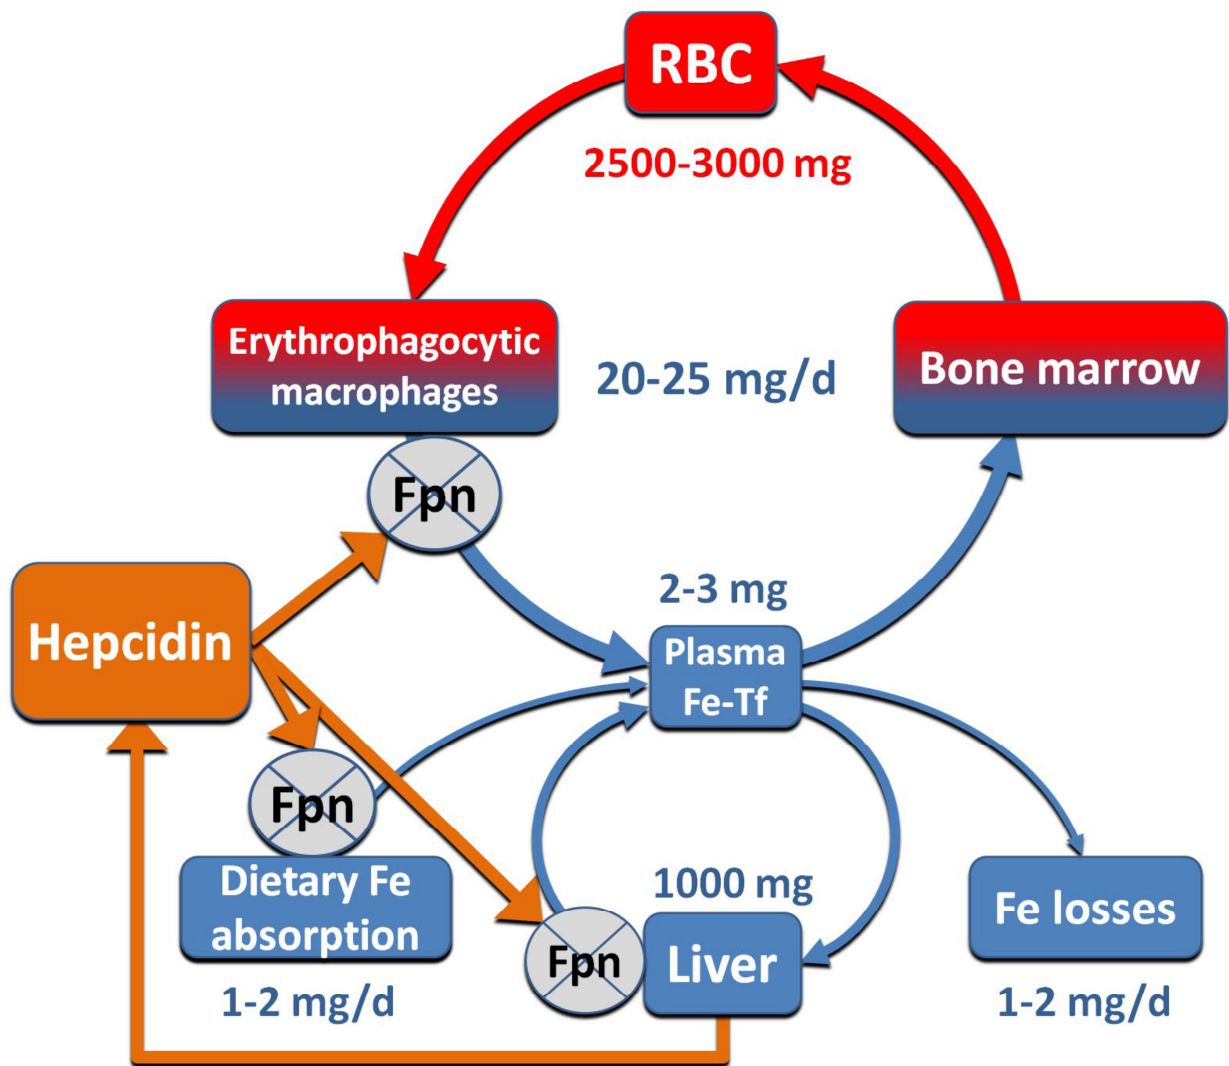 RBC
2500-3000 mg
Erythrophagocytic
macrophages
20-25 mg/d
Bone marrow
Fpn
Hepcidin
2-3 mg
Plasma
Fe-Tf
Fpn
Dietary Fe
absorption
1-2 mg/d
1000 mg
Fpn
Liver
Fe losses
1-2 mg/d